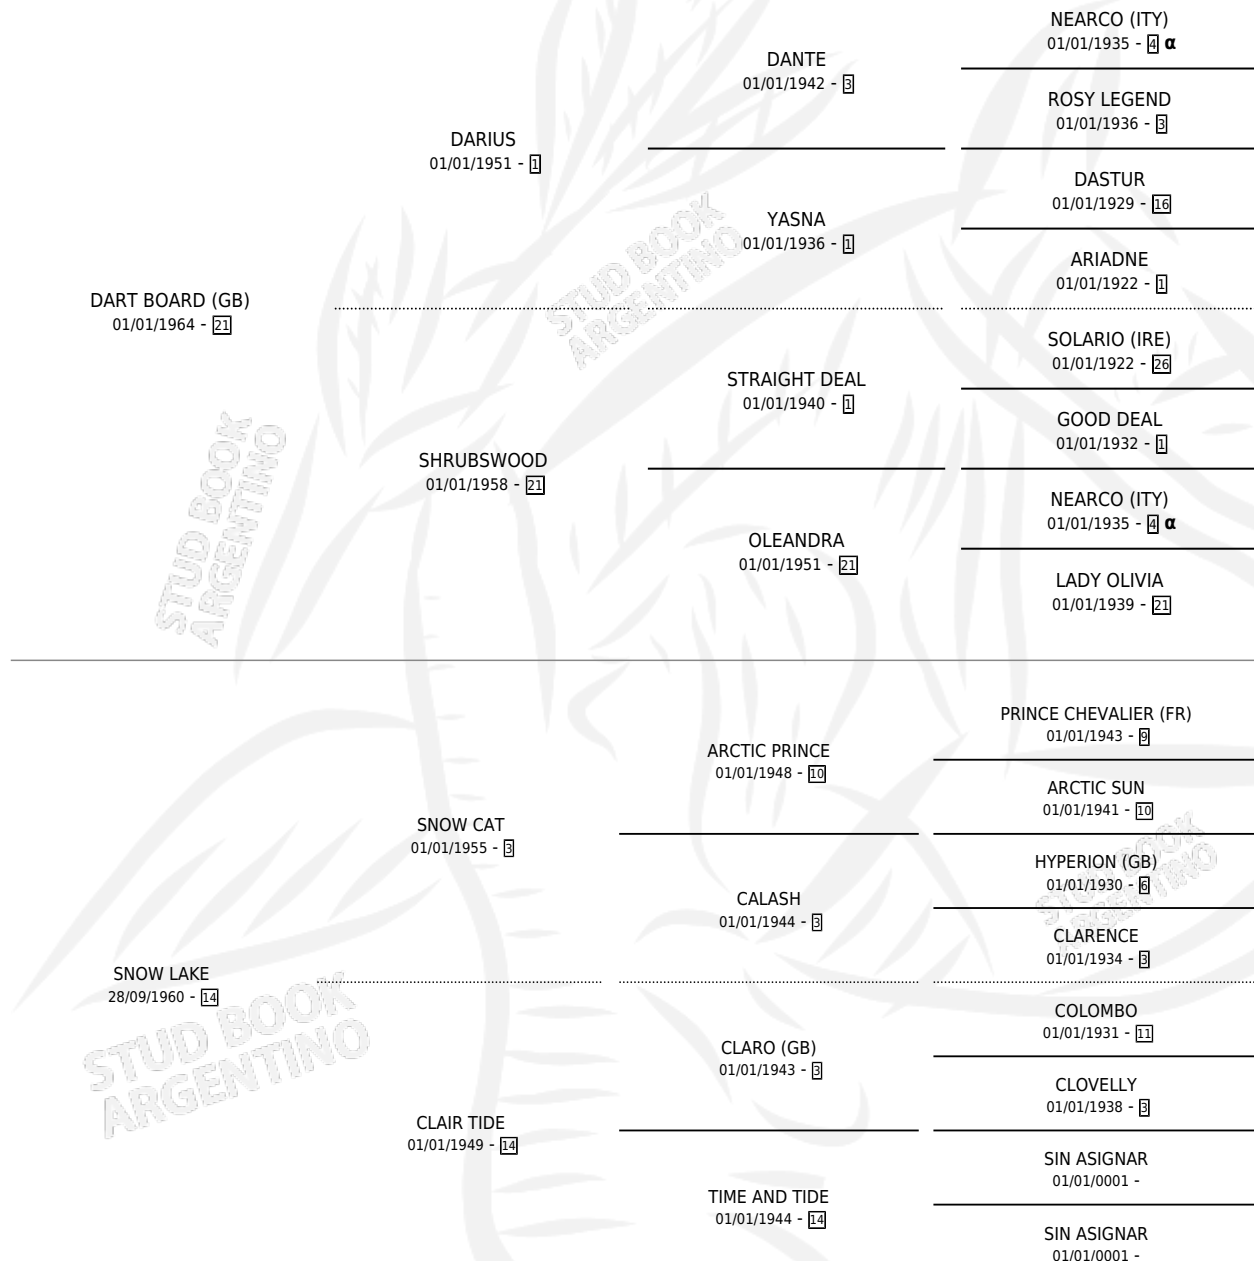 NEARCO (ITY)
01/01/1935 - 4 α
DANTE
01/01/1942 - 3
ROSY LEGEND
01/01/1936 - 3
DARIUS
01/01/1951 - 1
DASTUR
01/01/1929 - 16
YASNA
01/01/1936 - 1
ARIADNE
01/01/1922 - 1
DART BOARD (GB)
01/01/1964 - 21
SOLARIO (IRE)
01/01/1922 - 26
STRAIGHT DEAL
01/01/1940 - 1
GOOD DEAL
01/01/1932 - 1
SHRUBSWOOD
01/01/1958 - 21
NEARCO (ITY)
01/01/1935 - 4 α
OLEANDRA
01/01/1951 - 21
LADY OLIVIA
01/01/1939 - 21
PRINCE CHEVALIER (FR)
01/01/1943 - 9
ARCTIC PRINCE
01/01/1948 - 10
ARCTIC SUN
01/01/1941 - 10
SNOW CAT
01/01/1955 - 3
HYPERION (GB)
01/01/1930 - 6
CALASH
01/01/1944 - 3
CLARENCE
01/01/1934 - 3
SNOW LAKE
28/09/1960 - 14
COLOMBO
01/01/1931 - 11
CLARO (GB)
01/01/1943 - 3
CLOVELLY
01/01/1938 - 3
CLAIR TIDE
01/01/1949 - 14
SIN ASIGNAR
01/01/0001 -
TIME AND TIDE
01/01/1944 - 14
SIN ASIGNAR
01/01/0001 -
STUD BOOK
ARGENTINO
STUD BOOK
ARGENTINO
STUD BOOK
ARGENTINO
STUD BOOK
ARGENTINO